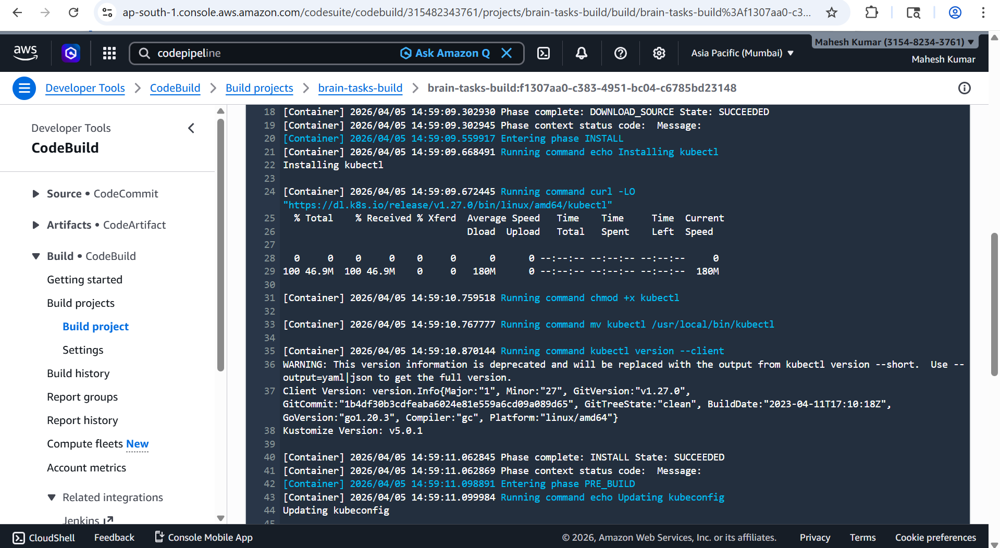 ap-south-1.console.aws.amazon.com/codesuite/codebuild/315482343761/projects/brain-tasks-build/build/brain-tasks-build%3Af1307aa0-c3...
aws
codepipeline
Ask Amazon Q
Asia Pacific (Mumbai)
Mahesh Kumar (3154-8234-3761)
Mahesh Kumar
Developer Tools
CodeBuild
Build projects
brain-tasks-build
brain-tasks-build:f1307aa0-c383-4951-bc04-c6785bd23148
Developer Tools
CodeBuild
Source • CodeCommit
Artifacts • CodeArtifact
Build • CodeBuild
Getting started
Build projects
Build project
Settings
Build history
Report groups
Report history
Compute fleets New
Account metrics
Related integrations
Jenkins
18 [Container] 2026/04/05 14:59:09.302930 Phase complete: DOWNLOAD_SOURCE State: SUCCEEDED
19 [Container] 2026/04/05 14:59:09.302945 Phase context status code:  Message:
20 [Container] 2026/04/05 14:59:09.559917 Entering phase INSTALL
21 [Container] 2026/04/05 14:59:09.668491 Running command echo Installing kubectl
22 Installing kubectl
23
24 [Container] 2026/04/05 14:59:09.672445 Running command curl -LO
"https://dl.k8s.io/release/v1.27.0/bin/linux/amd64/kubectl"
25   % Total    % Received % Xferd  Average Speed   Time    Time     Time  Current
26                                  Dload  Upload   Total   Spent    Left  Speed
27
28   0     0    0     0    0     0      0      0 --:--:-- --:--:-- --:--:--     0
29 100 46.9M  100 46.9M    0     0   180M      0 --:--:-- --:--:-- --:--:--  180M
30
31 [Container] 2026/04/05 14:59:10.759518 Running command chmod +x kubectl
32
33 [Container] 2026/04/05 14:59:10.767777 Running command mv kubectl /usr/local/bin/kubectl
34
35 [Container] 2026/04/05 14:59:10.870144 Running command kubectl version --client
36 WARNING: This version information is deprecated and will be replaced with the output from kubectl version --short.  Use --
output=yaml|json to get the full version.
37 Client Version: version.Info{Major:"1", Minor:"27", GitVersion:"v1.27.0",
GitCommit:"1b4df30b3cdfeaba6024e81e559a6cd09a089d65", GitTreeState:"clean", BuildDate:"2023-04-11T17:10:18Z",
GoVersion:"go1.20.3", Compiler:"gc", Platform:"linux/amd64"}
38 Kustomize Version: v5.0.1
39
40 [Container] 2026/04/05 14:59:11.062845 Phase complete: INSTALL State: SUCCEEDED
41 [Container] 2026/04/05 14:59:11.062869 Phase context status code:  Message:
42 [Container] 2026/04/05 14:59:11.098891 Entering phase PRE_BUILD
43 [Container] 2026/04/05 14:59:11.099984 Running command echo Updating kubeconfig
44 Updating kubeconfig
45
CloudShell
Feedback
Console Mobile App
© 2026, Amazon Web Services, Inc. or its affiliates.
Privacy
Terms
Cookie preferences